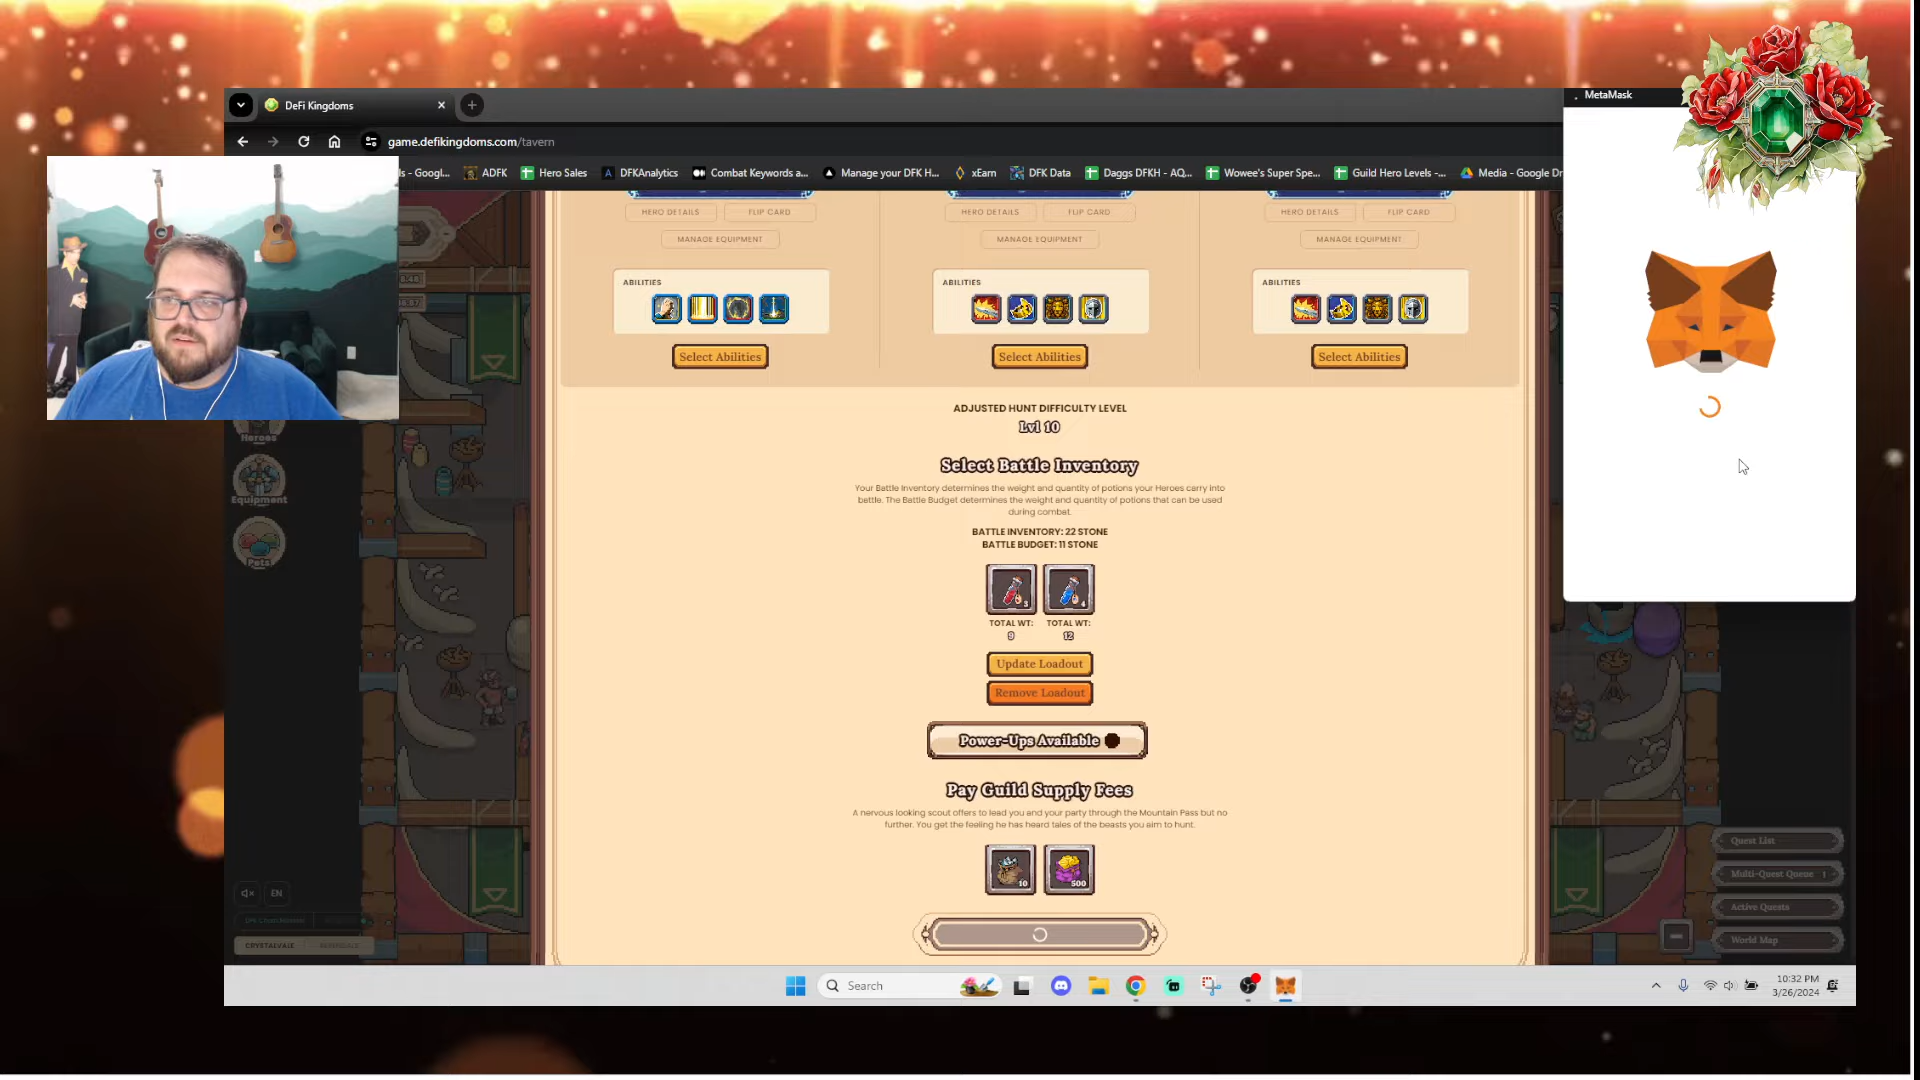 DeFi Kingdoms
MetaMask
game.defikingdoms.com/tavern
ls - Googl...
ADFK
Hero Sales
DFKAnalytics
Combat Keywords a...
Manage your DFK H...
xEarn
DFK Data
Daggs DFKH - AQ...
Wowee's Super Spe...
Guild Hero Levels -...
Media - Google Dr
HERO DETAILS FLIP CARD
HERO DETAILS FLIP CARD
HERO DETAILS FLIP CARD
MANAGE EQUIPMENT
MANAGE EQUIPMENT
MANAGE EQUIPMENT
ABILITIES
ABILITIES
ABILITIES
Select Abilities
Select Abilities
Select Abilities
ADJUSTED HUNT DIFFICULTY LEVEL
Lvl 10
Select Battle Inventory
Your Battle Inventory determines the weight and quantity of potions your Heroes carry into
battle. The Battle Budget determines the weight and quantity of potions that can be used
during combat.
BATTLE INVENTORY: 22 STONE
BATTLE BUDGET: 11 STONE
3 4
TOTAL WT: TOTAL WT:
9 12
Update Loadout
Remove Loadout
Power-Ups Available
Pay Guild Supply Fees
A nervous looking scout offers to lead you and your party through the Mountain Pass but no
further. You get the feeling he has heard tales of the beasts you aim to hunt.
10 500
Heroes
Equipment
Pets
EN
CRYSTALVALE
Quest List
Multi-Quest Queue 1
Active Quests
World Map
Search
10:32 PM
3/26/2024